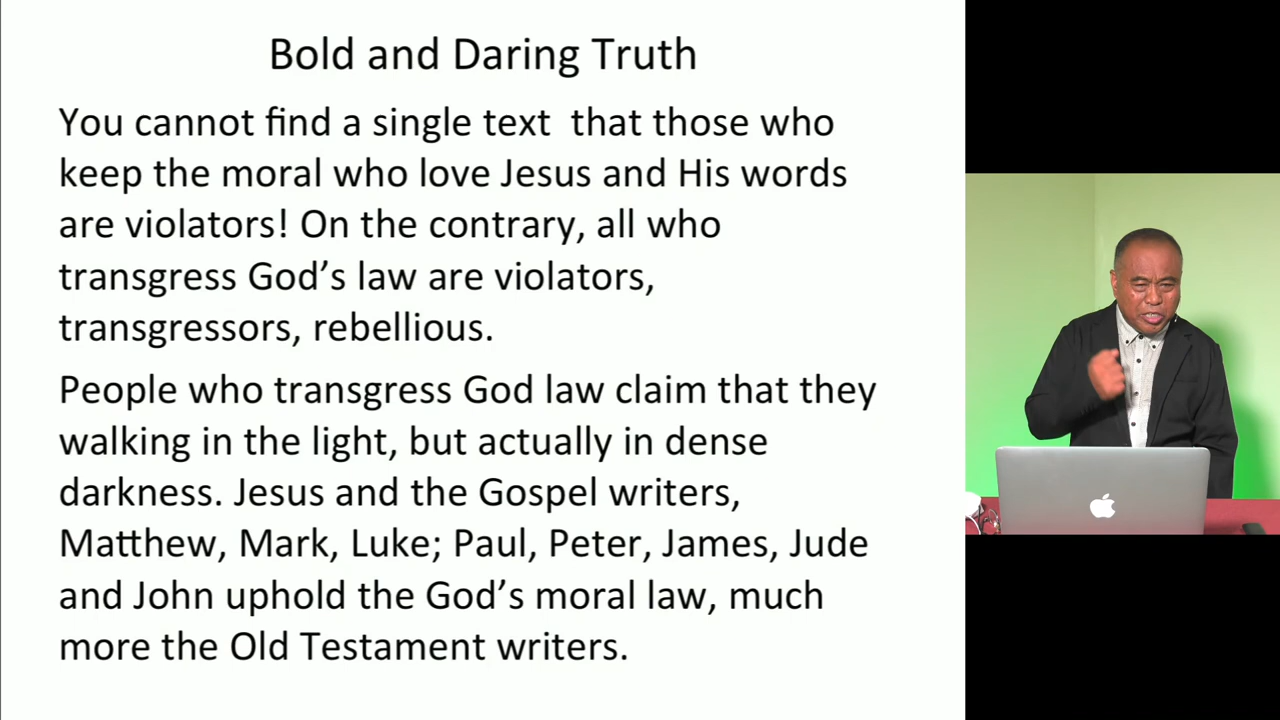 Bold and Daring Truth
You cannot find a single text that those who
keep the moral who love Jesus and His words
are violators! On the contrary, all who
transgress God’s law are violators,
transgressors, rebellious.
People who transgress God law claim that they
walking in the light, but actually in dense
darkness. Jesus and the Gospel writers,
Matthew, Mark, Luke; Paul, Peter, James, Jude
and John uphold the God’s moral law, much
more the Old Testament writers.